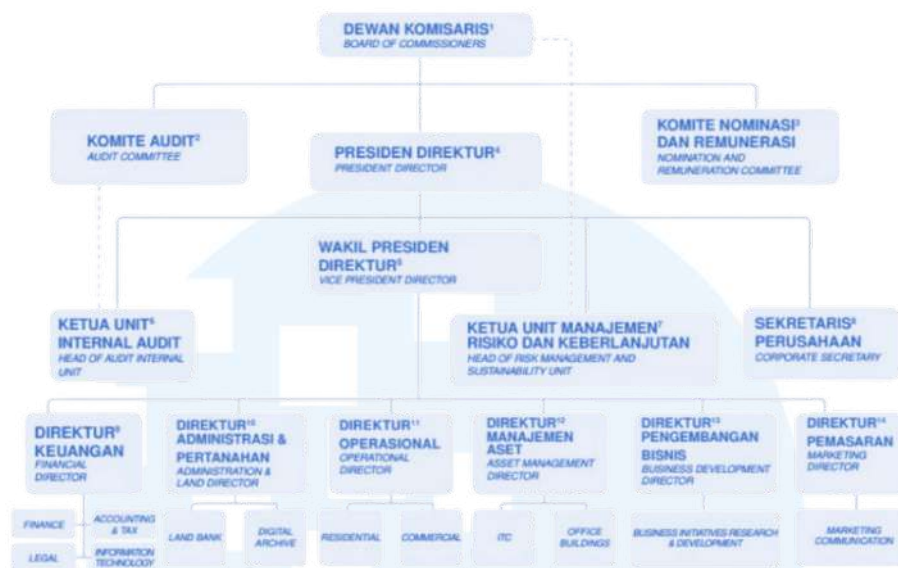 DEWAN KOMISARIS¹
BOARD OF COMMISSIONERS
KOMITE AUDIT²
AUDIT COMMITTEE
PRESIDEN DIREKTUR⁴
PRESIDENT DIRECTOR
KOMITE NOMINASI³
DAN REMUNERASI
NOMINATION AND
REMUNERATION COMMITTEE
WAKIL PRESIDEN
DIREKTUR⁵
VICE PRESIDENT DIRECTOR
KETUA UNIT⁶
INTERNAL AUDIT
HEAD OF AUDIT INTERNAL
UNIT
KETUA UNIT MANAJEMEN⁷
RISIKO DAN KEBERLANJUTAN
HEAD OF RISK MANAGEMENT AND
SUSTAINABILITY UNIT
SEKRETARIS⁸
PERUSAHAAN
CORPORATE SECRETARY
DIREKTUR⁹
KEUANGAN
FINANCIAL
DIRECTOR
DIREKTUR¹⁰
ADMINISTRASI &
PERTANAHAN
ADMINISTRATION &
LAND DIRECTOR
DIREKTUR¹¹
OPERASIONAL
OPERATIONAL
DIRECTOR
DIREKTUR¹²
MANAJEMEN
ASET
ASSET MANAGEMENT
DIRECTOR
DIREKTUR¹³
PENGEMBANGAN
BISNIS
BUSINESS DEVELOPMENT
DIRECTOR
DIREKTUR¹⁴
PEMASARAN
MARKETING
DIRECTOR
FINANCE
ACCOUNTING
& TAX
LEGAL
INFORMATION
TECHNOLOGY
LAND BANK
DIGITAL
ARCHIVE
RESIDENTIAL
COMMERCIAL
ITC
OFFICE
BUILDINGS
BUSINESS INITIATIVES RESEARCH
& DEVELOPMENT
MARKETING
COMMUNICATION